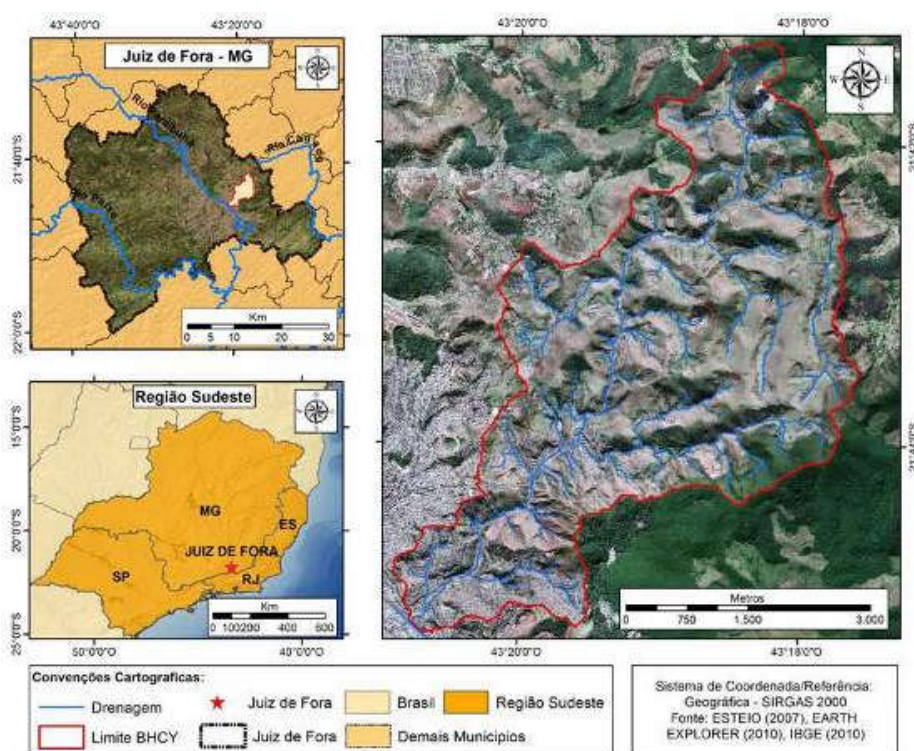 43°40'0"O 43°20'0"O
Juiz de Fora - MG
N
21°40'0"S
22°0'0"S
Km
0 5 10 20 30
Região Sudeste
N
15°0'0"S
20°0'0"S
25°0'0"S
MG
ES
JUIZ DE FORA
SP
RJ
Km
0 100200 400 600
50°0'0"O 40°0'0"O
43°20'0"O 43°18'0"O
N
W E
S
Metros
0 750 1.500 3.000
43°20'0"O 43°18'0"O
Convenções Cartograficas:
Drenagem
Juiz de Fora
Brasil
Região Sudeste
Limite BHCY
Juiz de Fora
Demais Municípios
Sistema de Coordenada/Referência:
Geográfica - SIRGAS 2000
Fonte: ESTEIO (2007), EARTH
EXPLORER (2010), IBGE (2010)